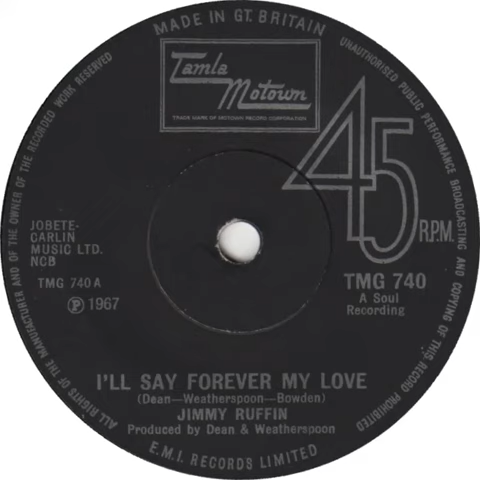 MADE IN GT. BRITAIN
Tamla
Motown
TRADE MARK OF MOTOWN RECORD CORPORATION
45
R.P.M.
JOBETE-
CARLIN
MUSIC LTD.
NCB
TMG 740 A
Ⓟ 1967
TMG 740
A Soul
Recording
I'LL SAY FOREVER MY LOVE
(Dean—Weatherspoon—Bowden)
JIMMY RUFFIN
Produced by Dean & Weatherspoon
E.M.I. RECORDS LIMITED
ALL RIGHTS OF THE MANUFACTURER AND OF THE OWNER OF THE RECORDED WORK RESERVED
UNAUTHORISED PUBLIC PERFORMANCE BROADCASTING AND COPYING OF THIS RECORD PROHIBITED